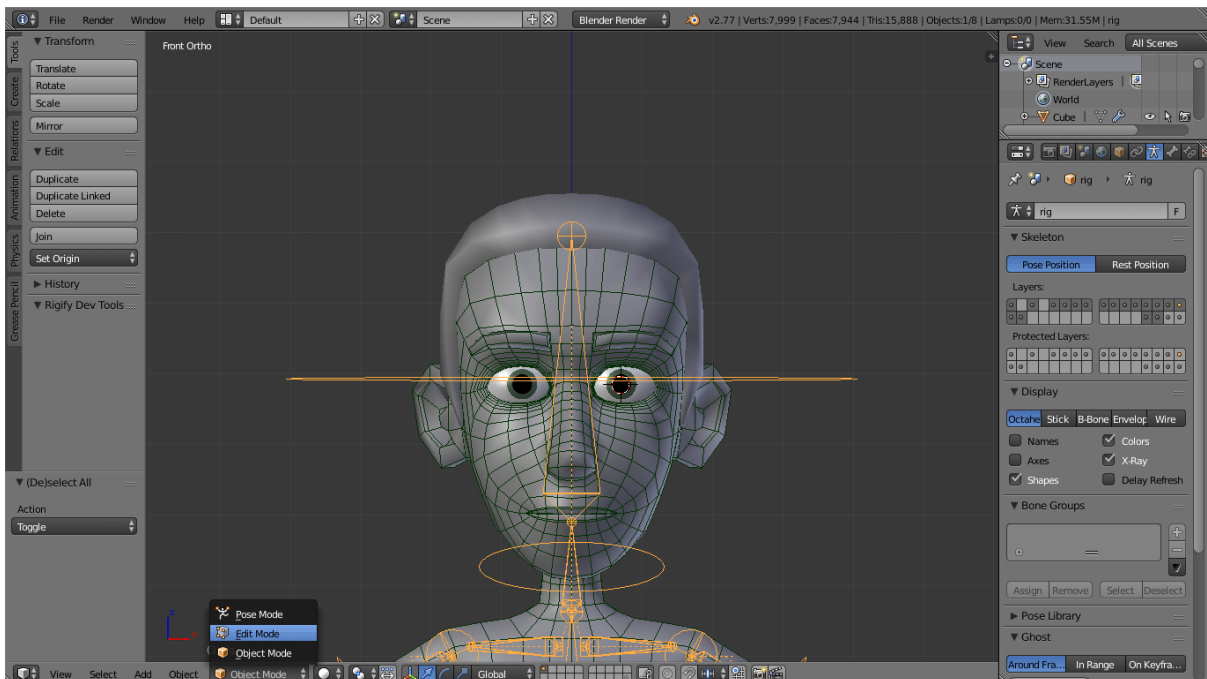 File Render Window Help Default Scene Blender Render v2.77 | Verts:7,999 | Faces:7,944 | Tris:15,888 | Objects:1/8 | Lamps:0/0 | Mem:31.55M | rig
Tools
Create
Relations
Animation
Physics
Grease Pencil
Transform
Translate
Rotate
Scale
Mirror
Edit
Duplicate
Duplicate Linked
Delete
Join
Set Origin
History
Rigify Dev Tools
(De)select All
Action
Toggle
Front Ortho
Pose Mode
Edit Mode
Object Mode
View Select Add Object Object Mode Global
View Search All Scenes
Scene
RenderLayers |
World
Cube |
rig rig
rig F
Skeleton
Pose Position Rest Position
Layers:
Protected Layers:
Display
Octahe Stick B-Bone Envelop Wire
Names Colors
Axes X-Ray
Shapes Delay Refresh
Bone Groups
Assign Remove Select Deselect
Pose Library
Ghost
Around Fra... In Range On Keyfra...